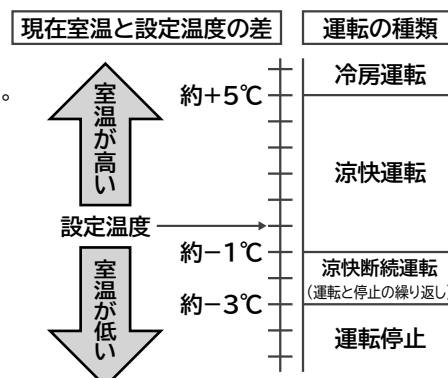 現在室温と設定温度の差
運転の種類
。
室温が高い
約+5℃
冷房運転
涼快運転
設定温度
約−1℃
涼快断続運転
(運転と停止の繰り返し)
室温が低い
約−3℃
運転停止